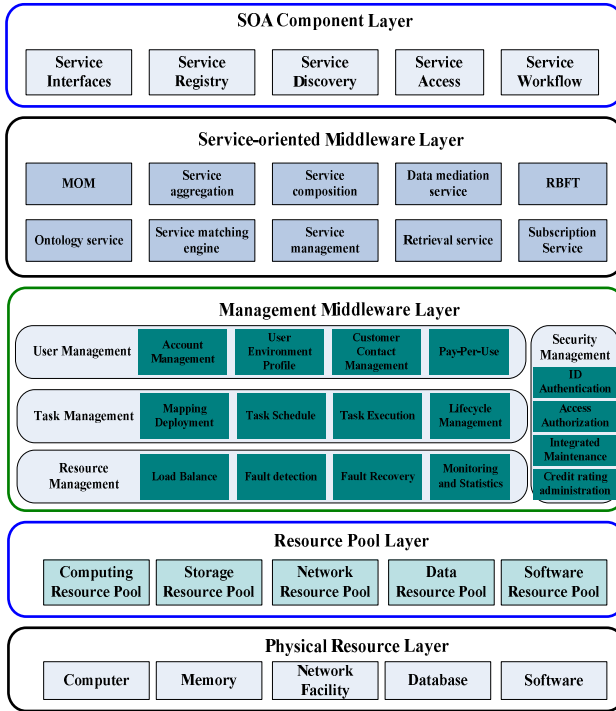 SOA Component Layer
Service Interfaces
Service Registry
Service Discovery
Service Access
Service Workflow
Service-oriented Middleware Layer
MOM
Service aggregation
Service composition
Data mediation service
RBFT
Ontology service
Service matching engine
Service management
Retrieval service
Subscription Service
Management Middleware Layer
User Management
Account Management
User Environment Profile
Customer Contact Management
Pay-Per-Use
Task Management
Mapping Deployment
Task Schedule
Task Execution
Lifecycle Management
Resource Management
Load Balance
Fault detection
Fault Recovery
Monitoring and Statistics
Security Management
ID Authentication
Access Authorization
Integrated Maintenance
Credit rating administration
Resource Pool Layer
Computing Resource Pool
Storage Resource Pool
Network Resource Pool
Data Resource Pool
Software Resource Pool
Physical Resource Layer
Computer
Memory
Network Facility
Database
Software